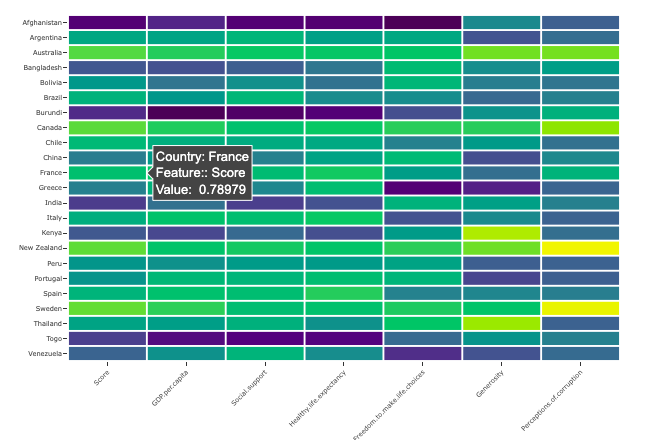 Afghanistan
Argentina
Australia
Bangladesh
Bolivia
Brazil
Burundi
Canada
Chile
China
France
Greece
India
Italy
Kenya
New Zealand
Peru
Portugal
Spain
Sweden
Thailand
Togo
Venezuela
Country: France
Feature:: Score
Value: 0.78979
Score
GDP.per.capita
Social.support
Healthy.life.expectancy
Freedom.to.make.life.choices
Generosity
Perceptions.of.corruption